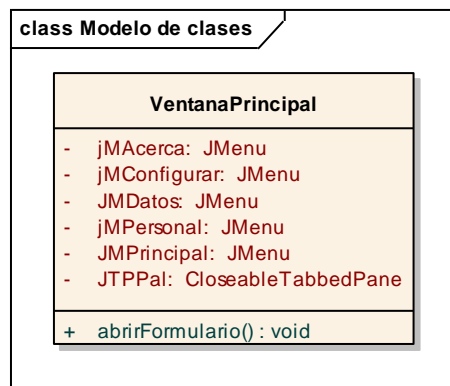 class Modelo de clases
VentanaPrincipal
- jMAcerca: JMenu
- jMConfigurar: JMenu
- JMDatos: JMenu
- jMPersonal: JMenu
- JMPrincipal: JMenu
- JTPPal: CloseableTabbedPane
+ abrirFormulario() : void